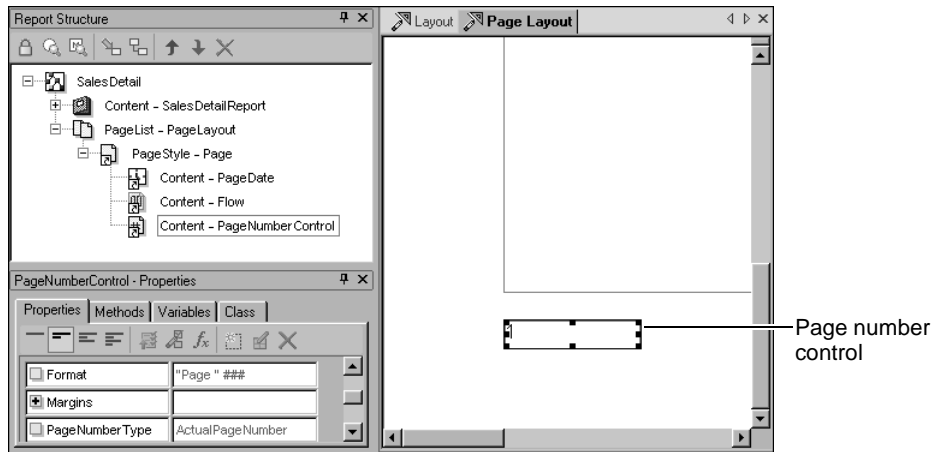 Report Structure
Layout
Page Layout
SalesDetail
Content - SalesDetailReport
PageList - PageLayout
PageStyle - Page
Content - PageDate
Content - Flow
Content - PageNumberControl
PageNumberControl - Properties
Properties
Methods
Variables
Class
fx
Format
"Page " ###
Margins
PageNumberType
ActualPageNumber
1
Page number
control